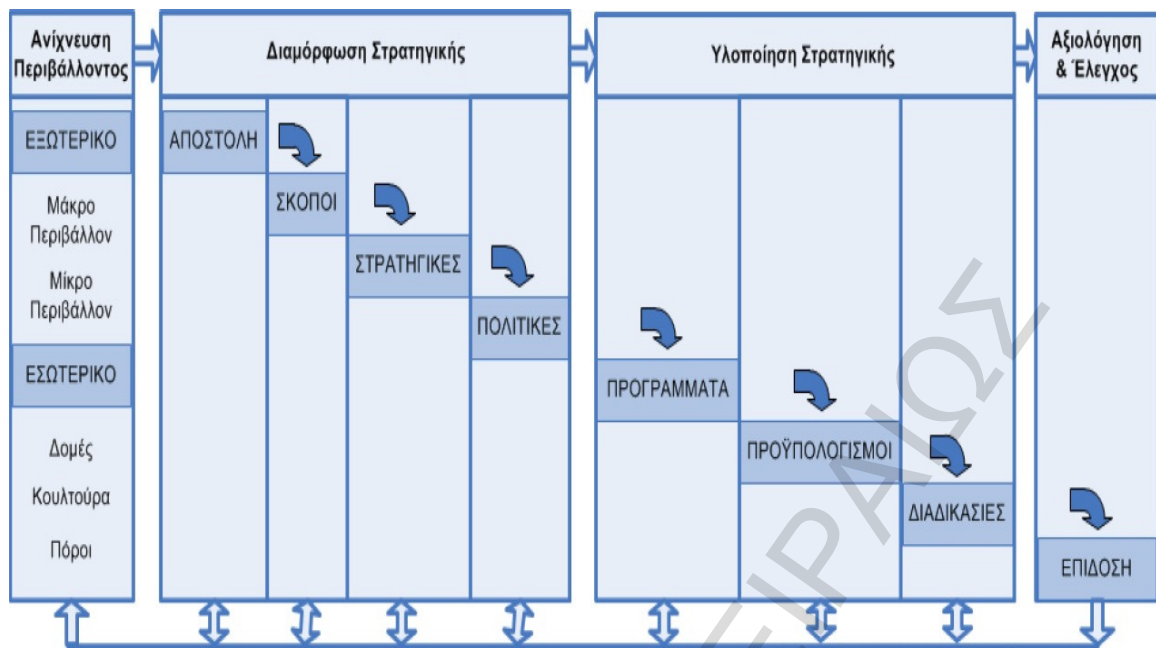 Ανίχνευση
Περιβάλλοντος
Διαμόρφωση Στρατηγικής
Υλοποίηση Στρατηγικής
Αξιολόγηση
& Έλεγχος
ΕΞΩΤΕΡΙΚΟ
ΑΠΟΣΤΟΛΗ
Μάκρο
Περιβάλλον
ΣΚΟΠΟΙ
Μίκρο
Περιβάλλον
ΣΤΡΑΤΗΓΙΚΕΣ
ΠΟΛΙΤΙΚΕΣ
ΕΣΩΤΕΡΙΚΟ
ΠΡΟΓΡΑΜΜΑΤΑ
Δομές
ΠΡΟΫΠΟΛΟΓΙΣΜΟΙ
Κουλτούρα
ΔΙΑΔΙΚΑΣΙΕΣ
Πόροι
ΕΠΙΔΟΣΗ